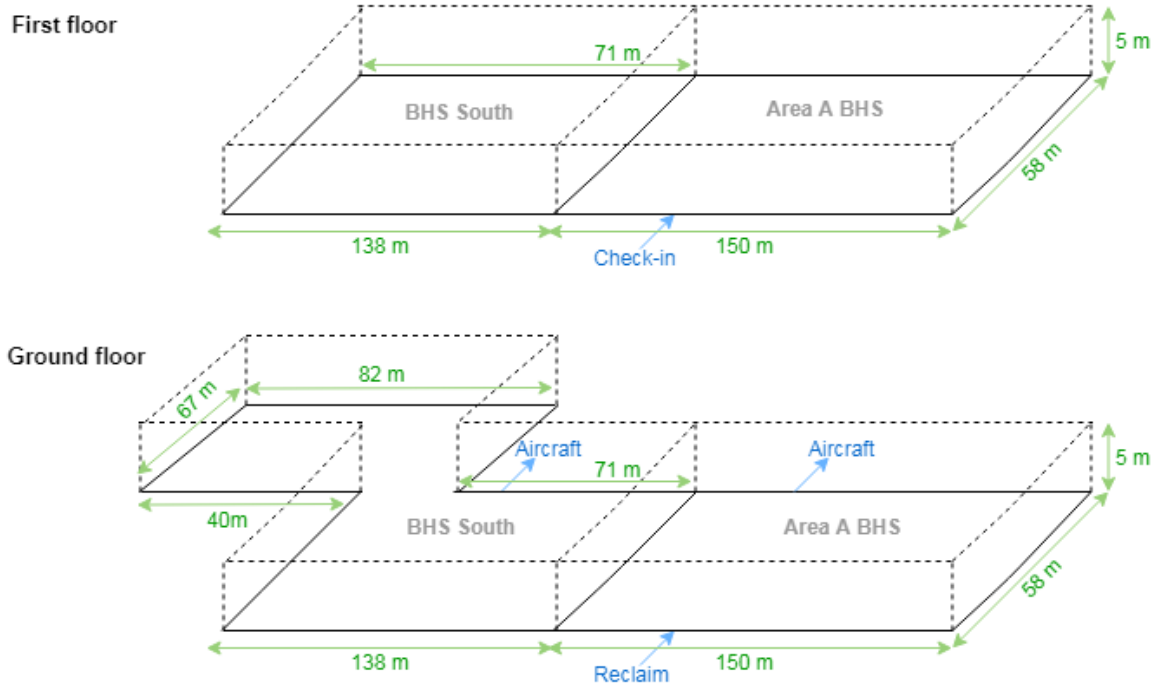 First floor
71 m
5 m
BHS South
Area A BHS
58 m
138 m
150 m
Check-in
Ground floor
82 m
67 m
Aircraft
Aircraft
71 m
5 m
40m
BHS South
Area A BHS
58 m
138 m
150 m
Reclaim